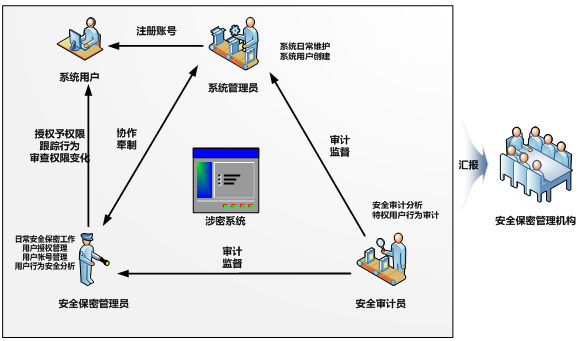 注册账号
系统日常维护
系统用户创建
系统用户
系统管理员
授权予权限
跟踪行为
审查权限变化
协作
牵制
审计
监督
汇报
涉密系统
安全保密管理机构
安全审计分析
特权用户行为审计
日常安全保密工作
用户授权管理
用户帐号管理
用户行为安全分析
审计
监督
安全保密管理员
安全审计员